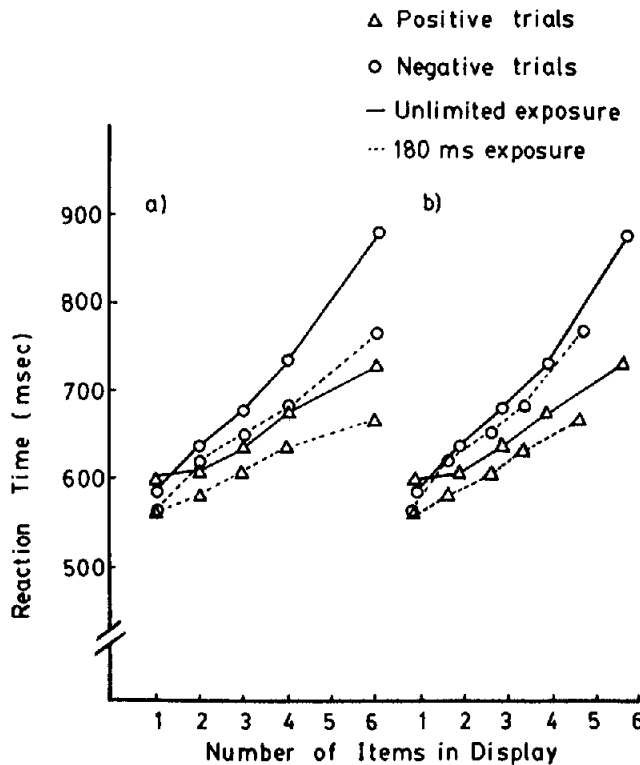 Positive trials
Negative trials
Unlimited exposure
180 ms exposure
a)
b)
900
800
700
600
500
Reaction Time (msec)
1 2 3 4 6 1 2 3 4 5 6
Number of Items in Display